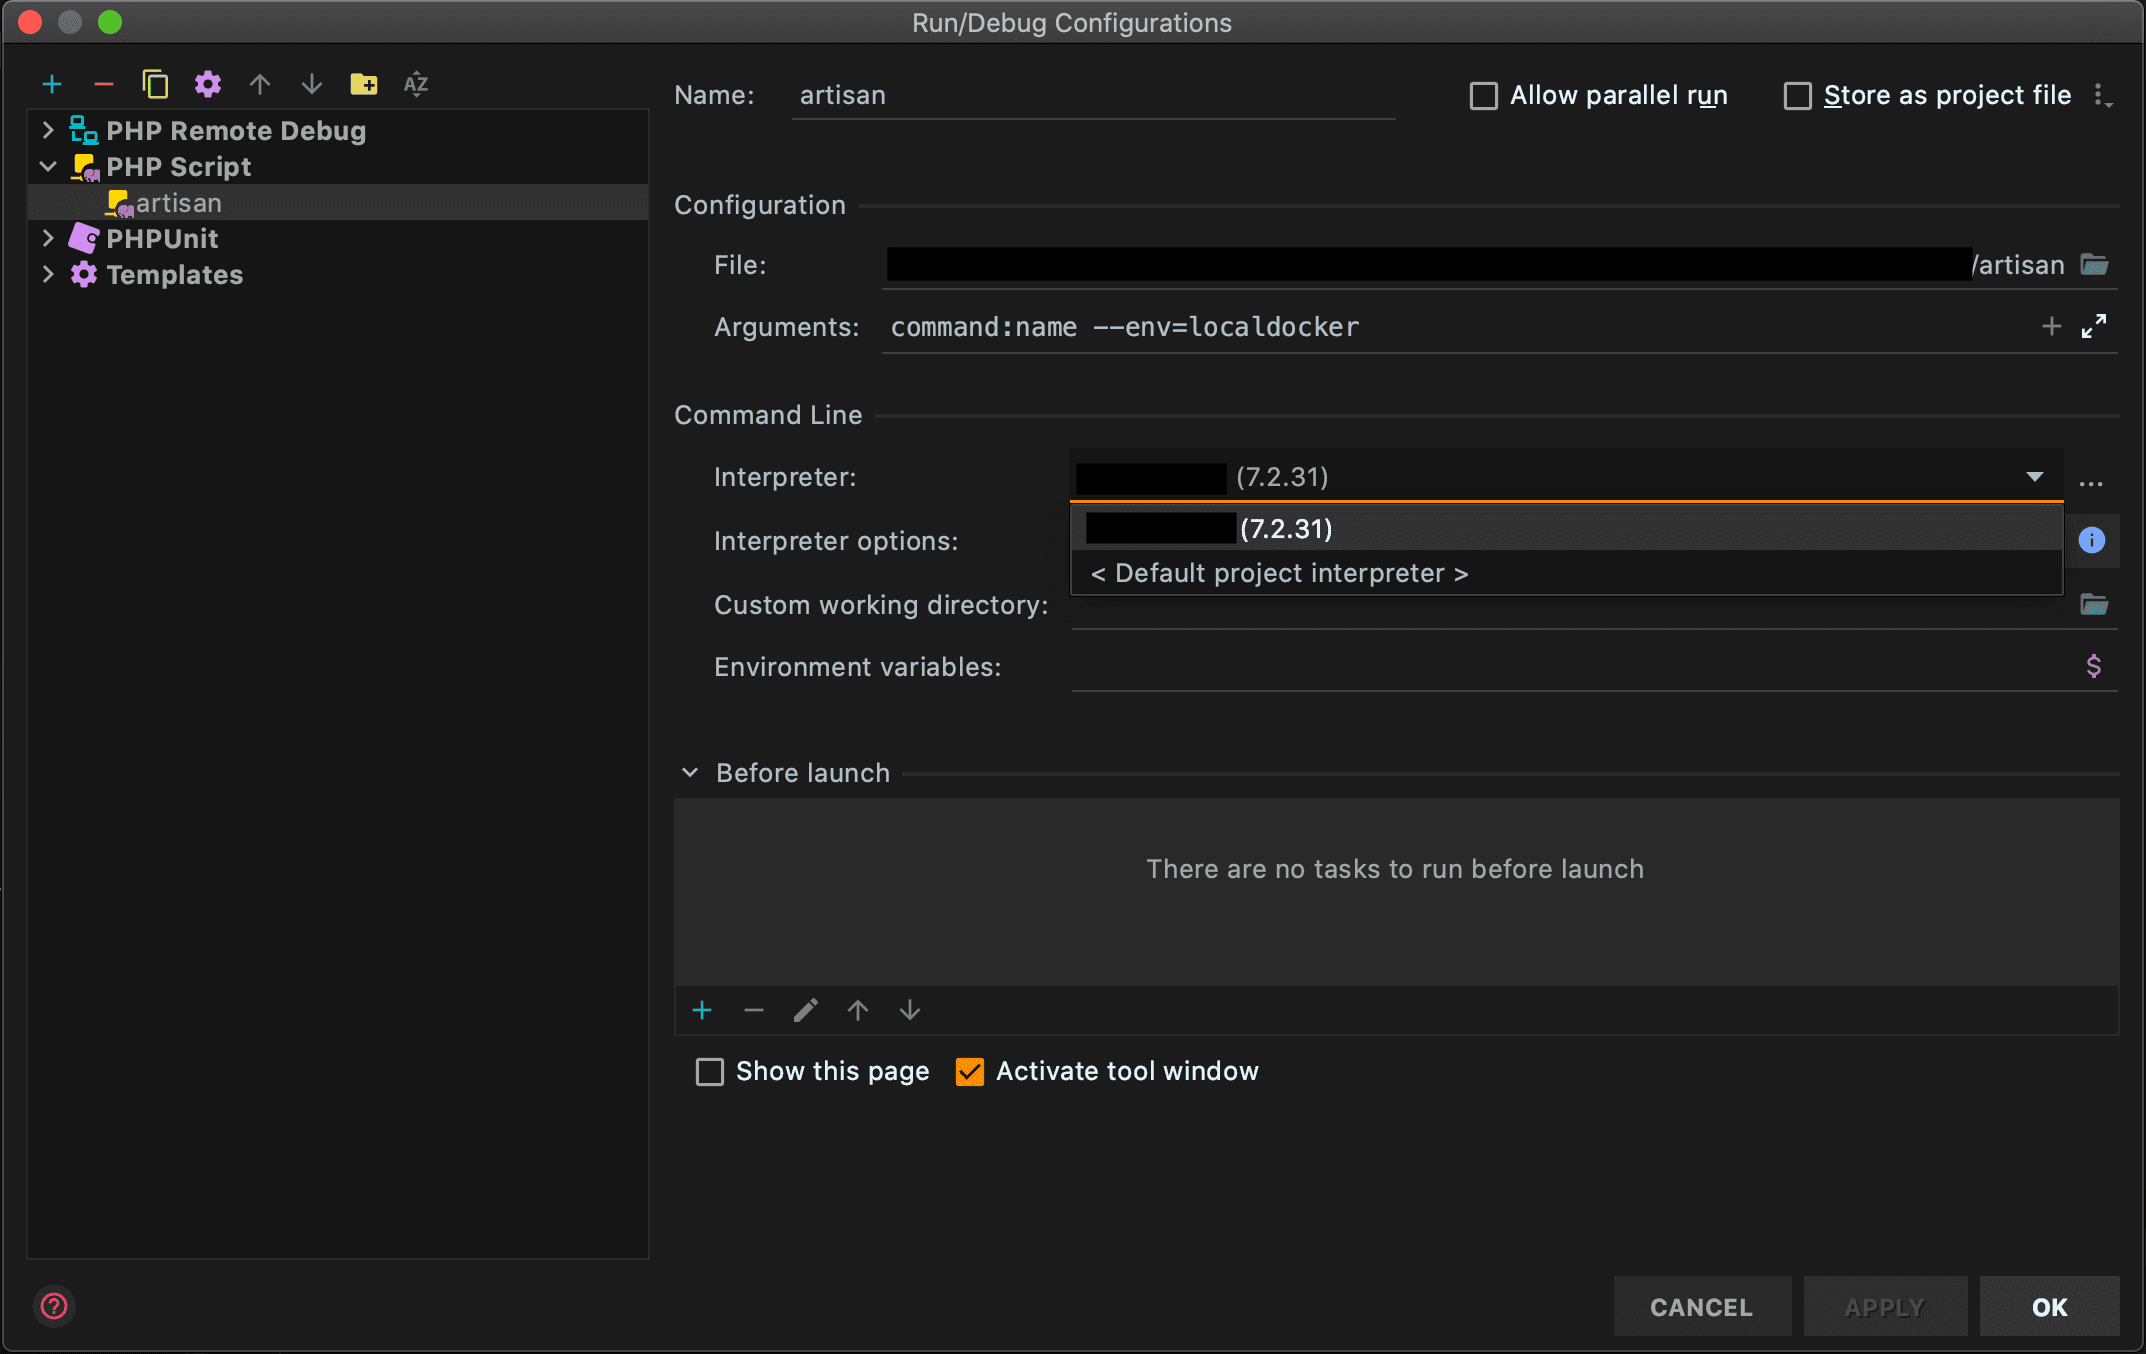 Run/Debug Configurations
PHP Remote Debug
PHP Script
artisan
PHPUnit
Templates
Name: artisan
Allow parallel run
Store as project file
Configuration
File: /artisan
Arguments: command:name --env=localdocker
Command Line
Interpreter: (7.2.31)
(7.2.31)
Interpreter options:
< Default project interpreter >
Custom working directory:
Environment variables:
Before launch
There are no tasks to run before launch
Show this page
Activate tool window
CANCEL
APPLY
OK